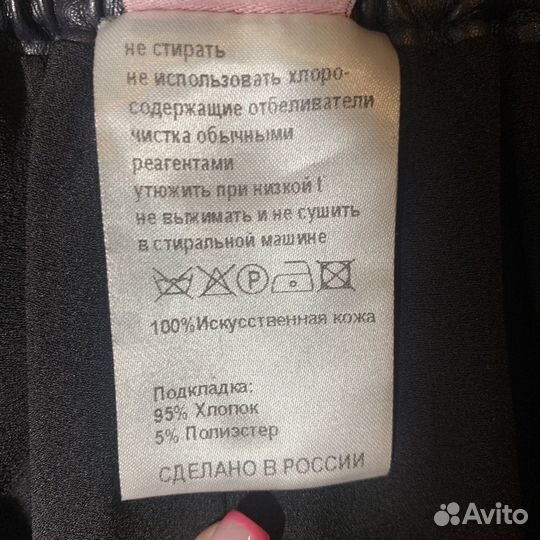 не стирать
не использовать хлоро-
содержащие отбеливатели
чистка обычными
реагентами
утюжить при низкой t
не выжимать и не сушить
в стиральной машине
P
100%Искусственная кожа
Подкладка:
95% Хлопок
5% Полиэстер
СДЕЛАНО В РОССИИ
Avito